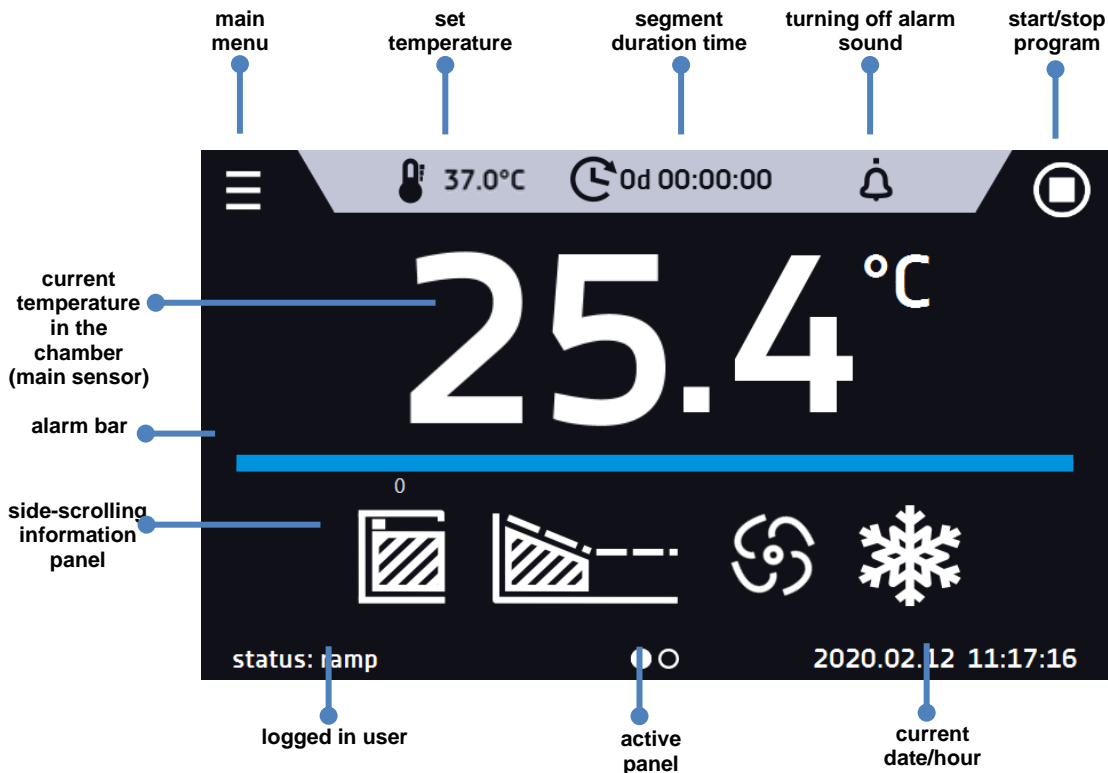 main
menu
set
temperature
segment
duration time
turning off alarm
sound
start/stop
program
37.0°C
0d 00:00:00
25.4 °C
current
temperature
in the
chamber
(main sensor)
alarm bar
0
side-scrolling
information
panel
status: ramp
2020.02.12 11:17:16
logged in user
active
panel
current
date/hour